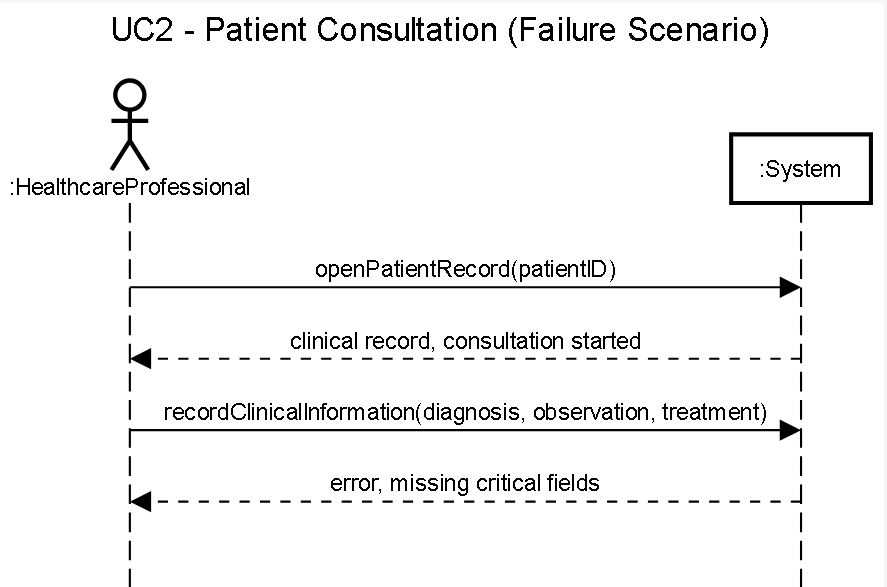 UC2 - Patient Consultation (Failure Scenario)
:HealthcareProfessional
:System
openPatientRecord(patientID)
clinical record, consultation started
recordClinicalInformation(diagnosis, observation, treatment)
error, missing critical fields